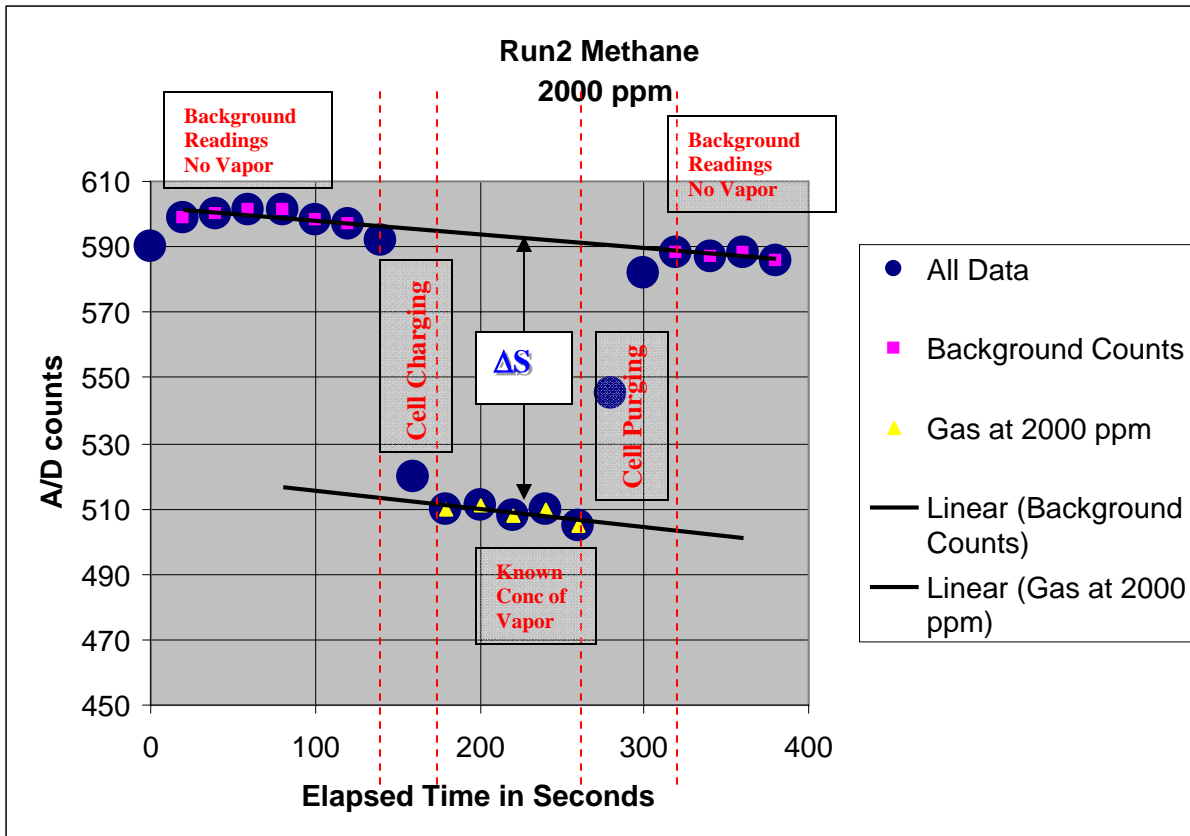 Run2 Methane
2000 ppm
Background
Readings
No Vapor
Background
Readings
No Vapor
610
590
570
550
530
510
490
470
450
A/D counts
Cell Charging
ΔS
Cell Purging
Known
Conc of
Vapor
0
100
200
300
400
Elapsed Time in Seconds
All Data
Background Counts
Gas at 2000 ppm
Linear (Background
Counts)
Linear (Gas at 2000
ppm)